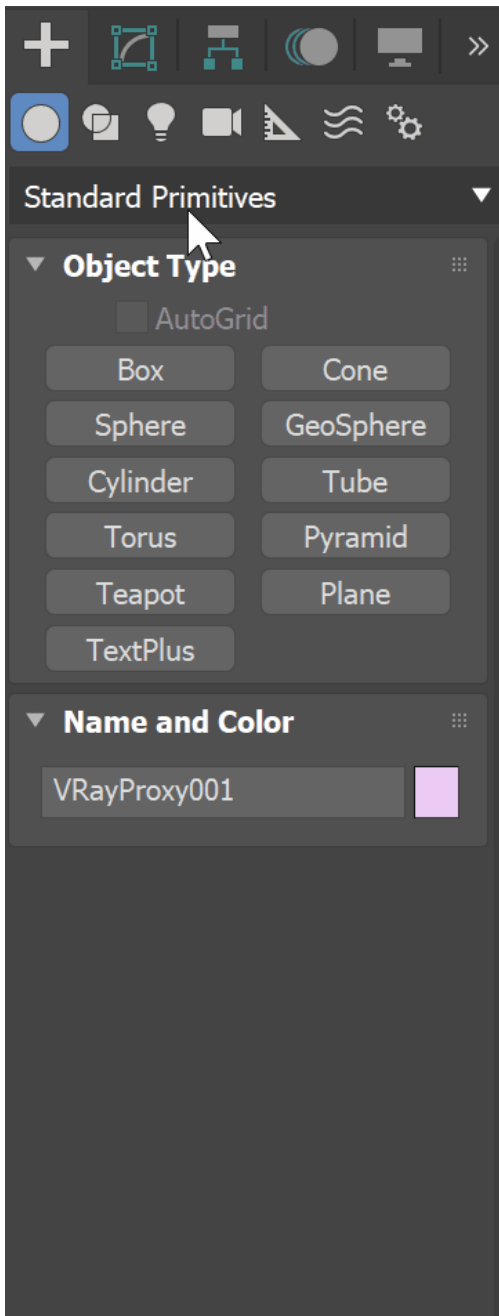 Standard Primitives
Object Type
AutoGrid
Box Cone
Sphere GeoSphere
Cylinder Tube
Torus Pyramid
Teapot Plane
TextPlus
Name and Color
VRayProxy001